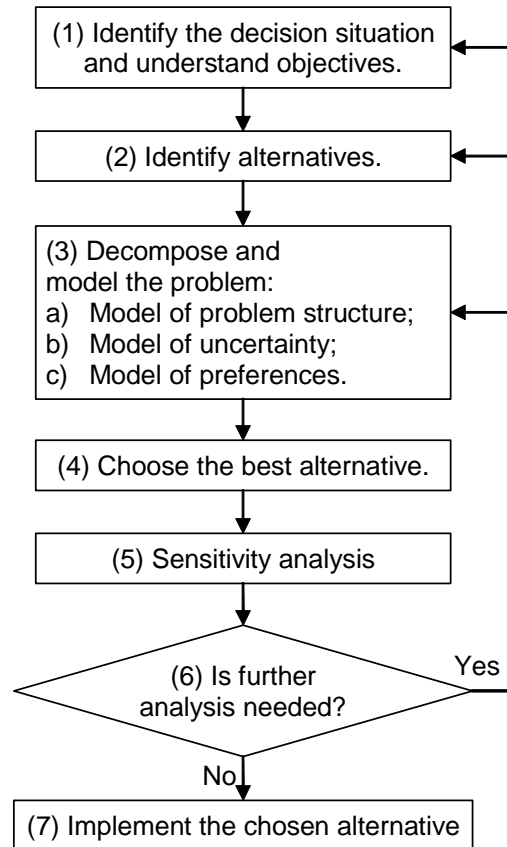 (1) Identify the decision situation
and understand objectives.
(2) Identify alternatives.
(3) Decompose and
model the problem:
a) Model of problem structure;
b) Model of uncertainty;
c) Model of preferences.
(4) Choose the best alternative.
(5) Sensitivity analysis
(6) Is further
analysis needed?
Yes
No
(7) Implement the chosen alternative